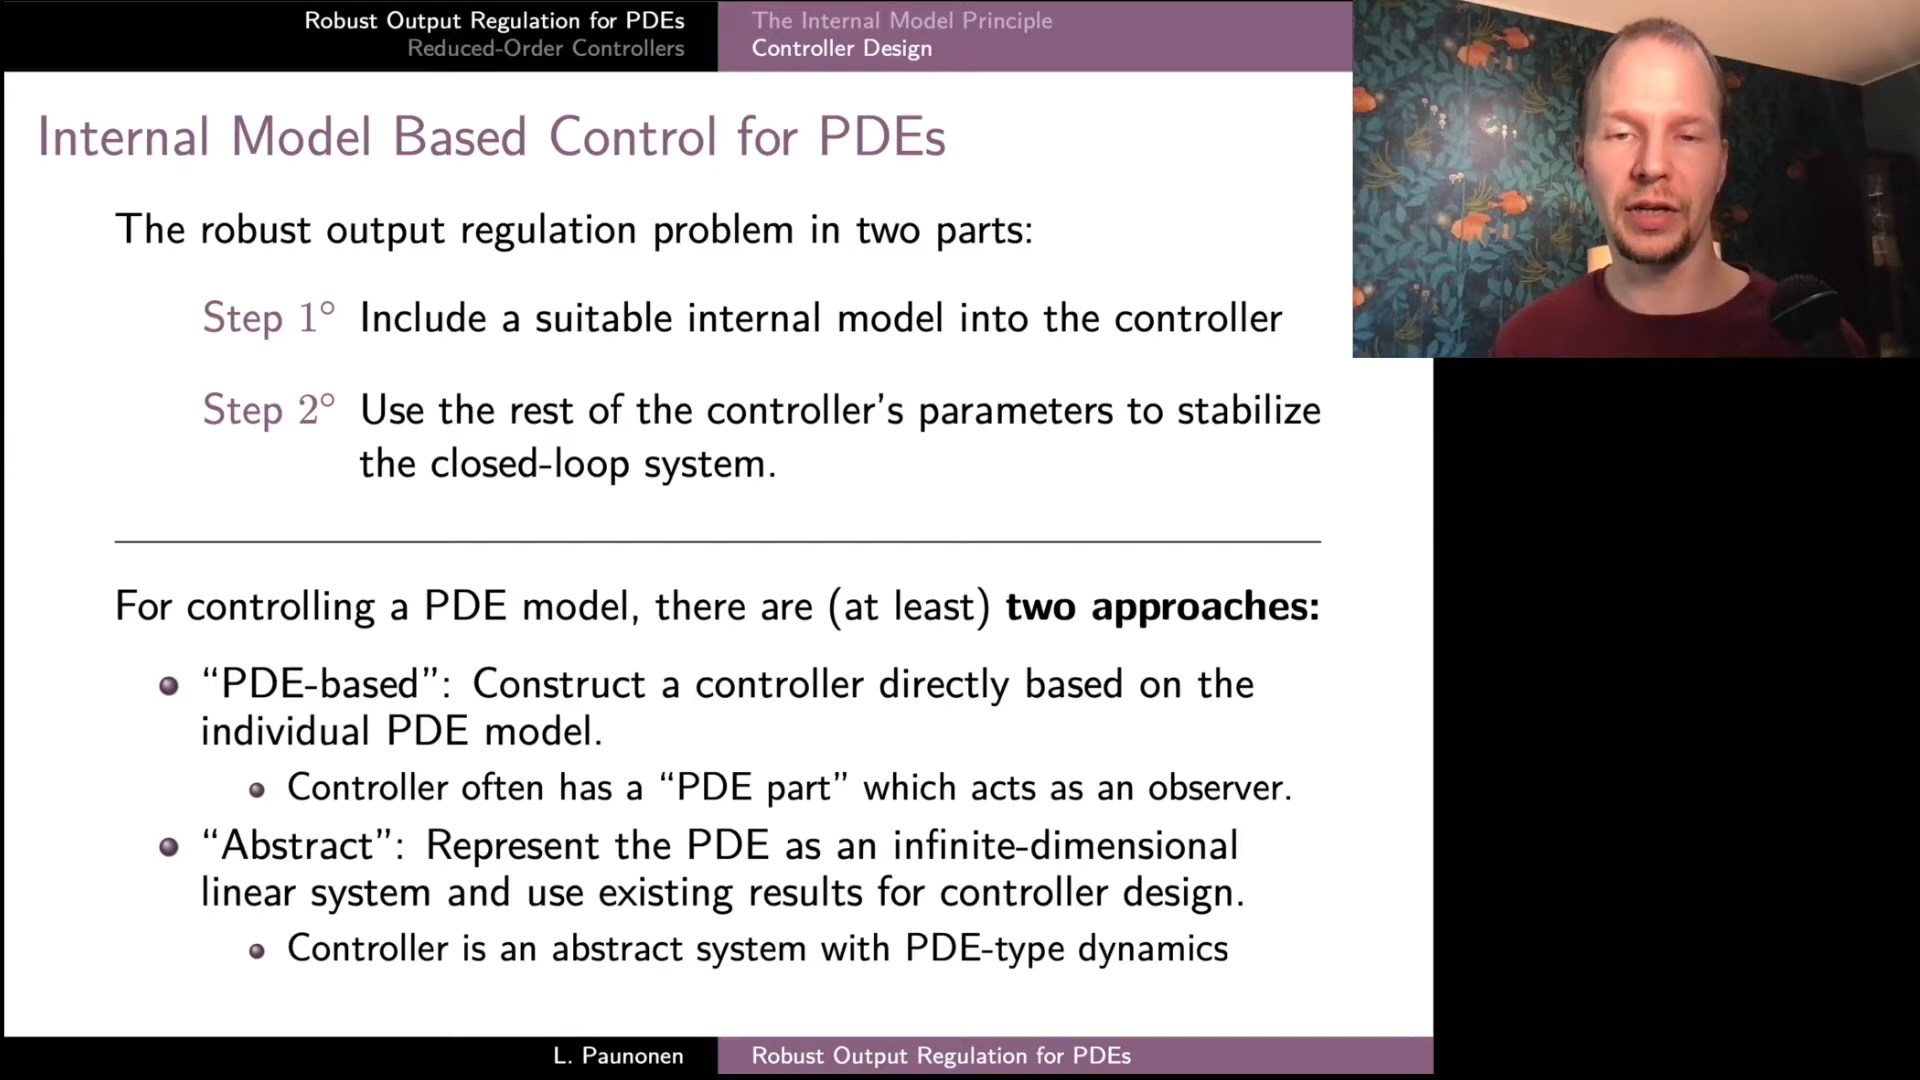 Robust Output Regulation for PDEs
Reduced-Order Controllers
The Internal Model Principle
Controller Design
Internal Model Based Control for PDEs
The robust output regulation problem in two parts:
Step 1° Include a suitable internal model into the controller
Step 2° Use the rest of the controller's parameters to stabilize
the closed-loop system.
For controlling a PDE model, there are (at least) two approaches:
“PDE-based”: Construct a controller directly based on the
individual PDE model.
Controller often has a “PDE part” which acts as an observer.
“Abstract”: Represent the PDE as an infinite-dimensional
linear system and use existing results for controller design.
Controller is an abstract system with PDE-type dynamics
L. Paunonen
Robust Output Regulation for PDEs